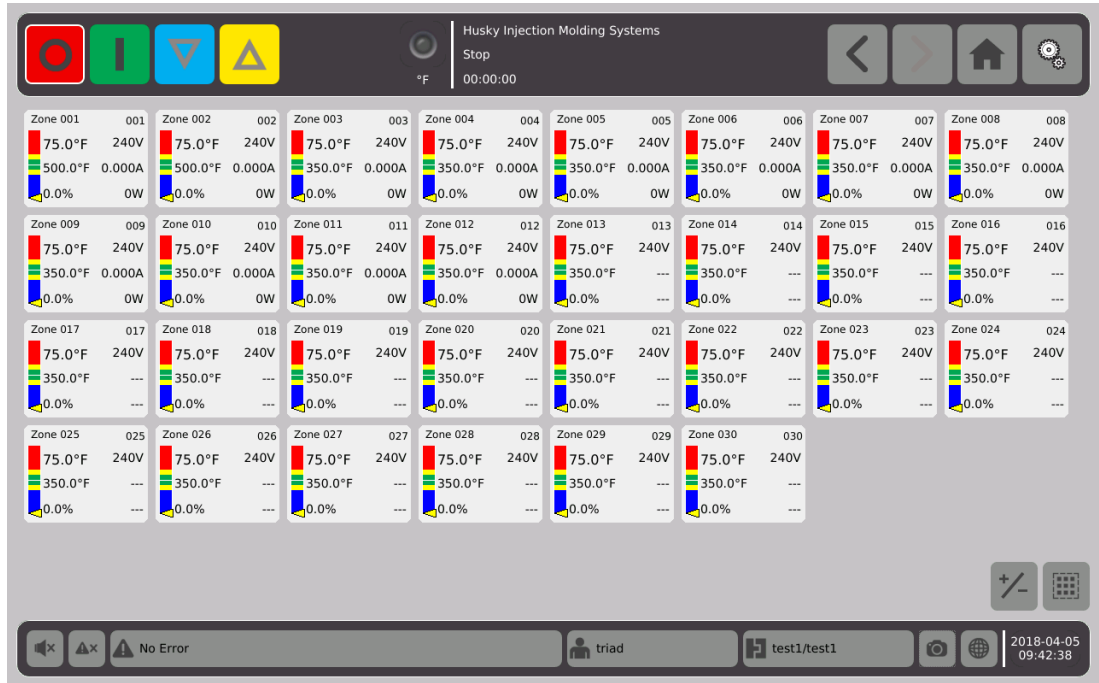 Husky Injection Molding Systems
Stop
°F 00:00:00
Zone 001 001 Zone 002 002 Zone 003 003 Zone 004 004 Zone 005 005 Zone 006 006 Zone 007 007 Zone 008 008
75.0°F 240V 75.0°F 240V 75.0°F 240V 75.0°F 240V 75.0°F 240V 75.0°F 240V 75.0°F 240V 75.0°F 240V
500.0°F 0.000A 500.0°F 0.000A 350.0°F 0.000A 350.0°F 0.000A 350.0°F 0.000A 350.0°F 0.000A 350.0°F 0.000A 350.0°F 0.000A
0.0% 0W 0.0% 0W 0.0% 0W 0.0% 0W 0.0% 0W 0.0% 0W 0.0% 0W 0.0% 0W
Zone 009 009 Zone 010 010 Zone 011 011 Zone 012 012 Zone 013 013 Zone 014 014 Zone 015 015 Zone 016 016
75.0°F 240V 75.0°F 240V 75.0°F 240V 75.0°F 240V 75.0°F 240V 75.0°F 240V 75.0°F 240V 75.0°F 240V
350.0°F 0.000A 350.0°F 0.000A 350.0°F 0.000A 350.0°F 0.000A 350.0°F --- 350.0°F --- 350.0°F --- 350.0°F ---
0.0% 0W 0.0% 0W 0.0% 0W 0.0% 0W 0.0% --- 0.0% --- 0.0% --- 0.0% ---
Zone 017 017 Zone 018 018 Zone 019 019 Zone 020 020 Zone 021 021 Zone 022 022 Zone 023 023 Zone 024 024
75.0°F 240V 75.0°F 240V 75.0°F 240V 75.0°F 240V 75.0°F 240V 75.0°F 240V 75.0°F 240V 75.0°F 240V
350.0°F --- 350.0°F --- 350.0°F --- 350.0°F --- 350.0°F --- 350.0°F --- 350.0°F --- 350.0°F ---
0.0% --- 0.0% --- 0.0% --- 0.0% --- 0.0% --- 0.0% --- 0.0% --- 0.0% ---
Zone 025 025 Zone 026 026 Zone 027 027 Zone 028 028 Zone 029 029 Zone 030 030
75.0°F 240V 75.0°F 240V 75.0°F 240V 75.0°F 240V 75.0°F 240V 75.0°F 240V
350.0°F --- 350.0°F --- 350.0°F --- 350.0°F --- 350.0°F --- 350.0°F ---
0.0% --- 0.0% --- 0.0% --- 0.0% --- 0.0% --- 0.0% ---
+/-
No Error triad test1/test1 2018-04-05
09:42:38